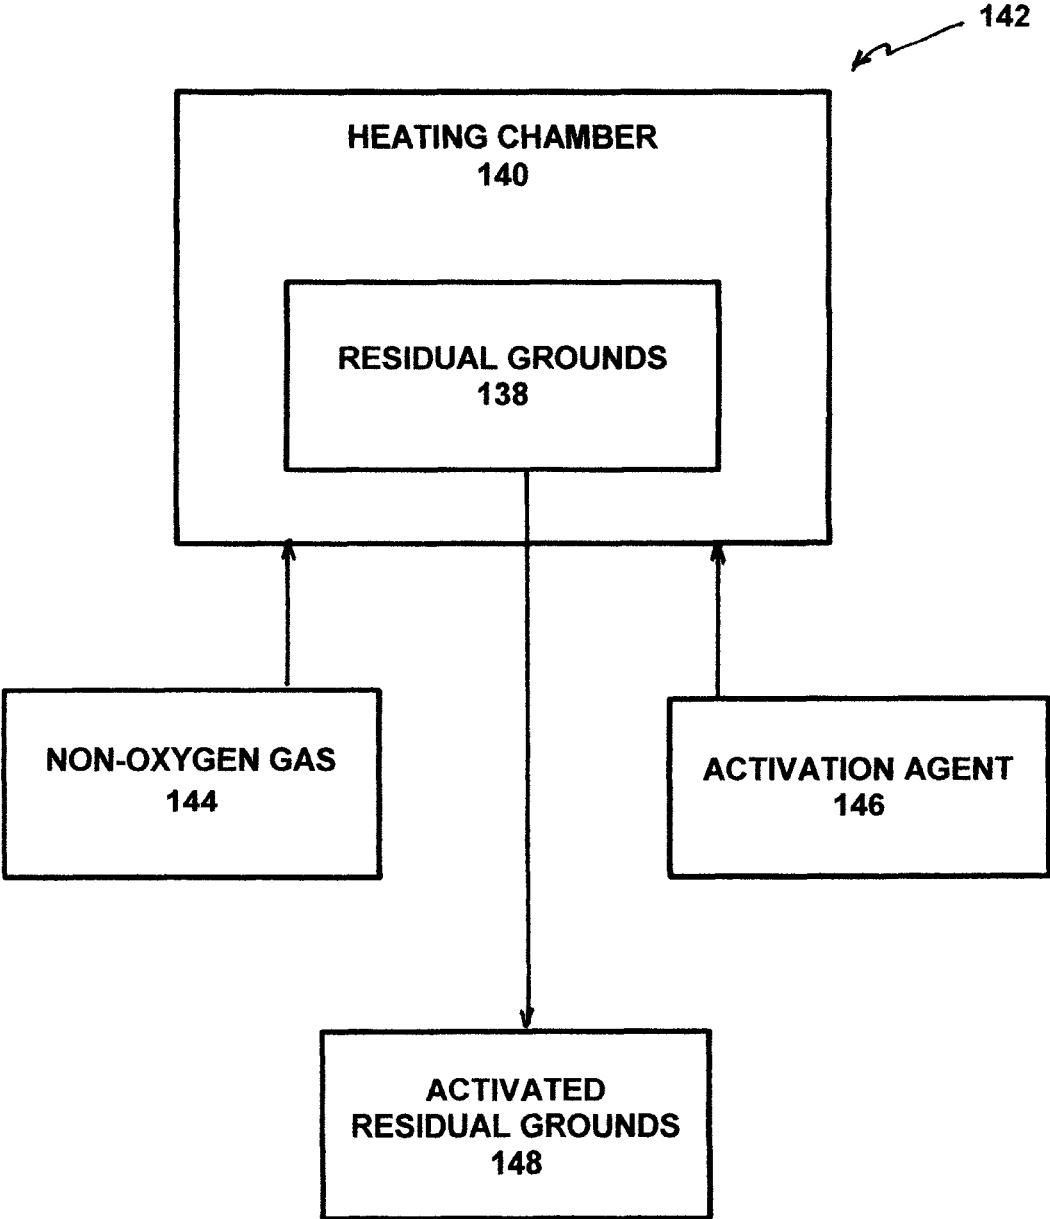 142
HEATING CHAMBER
140
RESIDUAL GROUNDS
138
NON-OXYGEN GAS
144
ACTIVATION AGENT
146
ACTIVATED
RESIDUAL GROUNDS
148